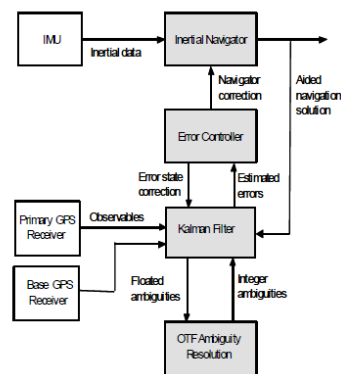 IMU
Inertial Navigator
Inertial data
Navigator
correction
Aided
navigation
solution
Error Controller
Error state
correction
Estimated
errors
Primary GPS
Receiver
Observables
Kalman Filter
Base GPS
Receiver
Floated
ambiguities
Integer
ambiguities
OTF Ambiguity
Resolution